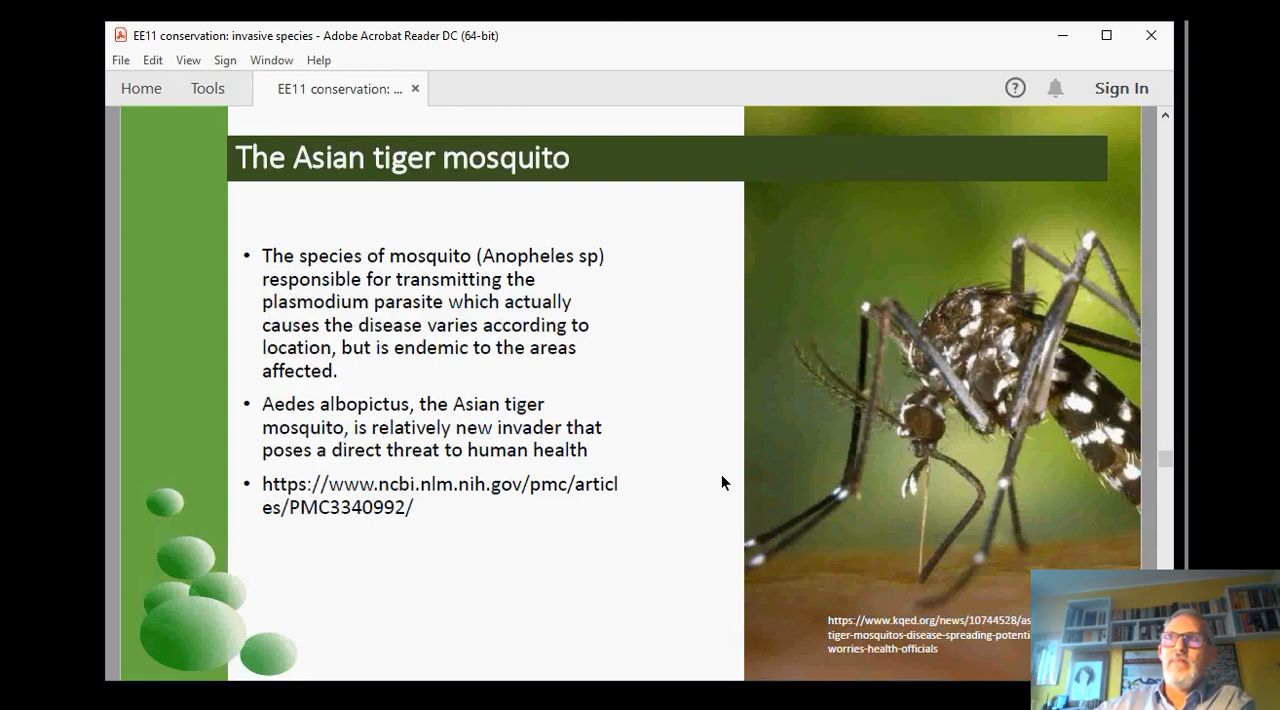 EE11 conservation: invasive species - Adobe Acrobat Reader DC (64-bit)
File Edit View Sign Window Help
Home Tools EE11 conservation: ... × ? Sign In
The Asian tiger mosquito
• The species of mosquito (Anopheles sp)
responsible for transmitting the
plasmodium parasite which actually
causes the disease varies according to
location, but is endemic to the areas
affected.
• Aedes albopictus, the Asian tiger
mosquito, is relatively new invader that
poses a direct threat to human health
• https://www.ncbi.nlm.nih.gov/pmc/articl
es/PMC3340992/
https://www.kqed.org/news/10744528/as
tiger-mosquitos-disease-spreading-potenti
worries-health-officials